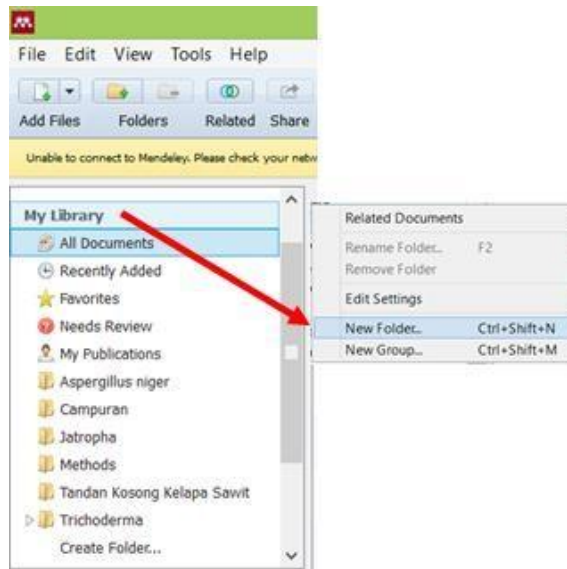 File Edit View Tools Help
Add Files Folders Related Share
Unable to connect to Mendeley. Please check your netw
My Library
All Documents
Recently Added
Favorites
Needs Review
My Publications
Aspergillus niger
Campuran
Jatropha
Methods
Tandan Kosong Kelapa Sawit
Trichoderma
Create Folder...
Related Documents
Rename Folder... F2
Remove Folder
Edit Settings
New Folder... Ctrl+Shift+N
New Group... Ctrl+Shift+M